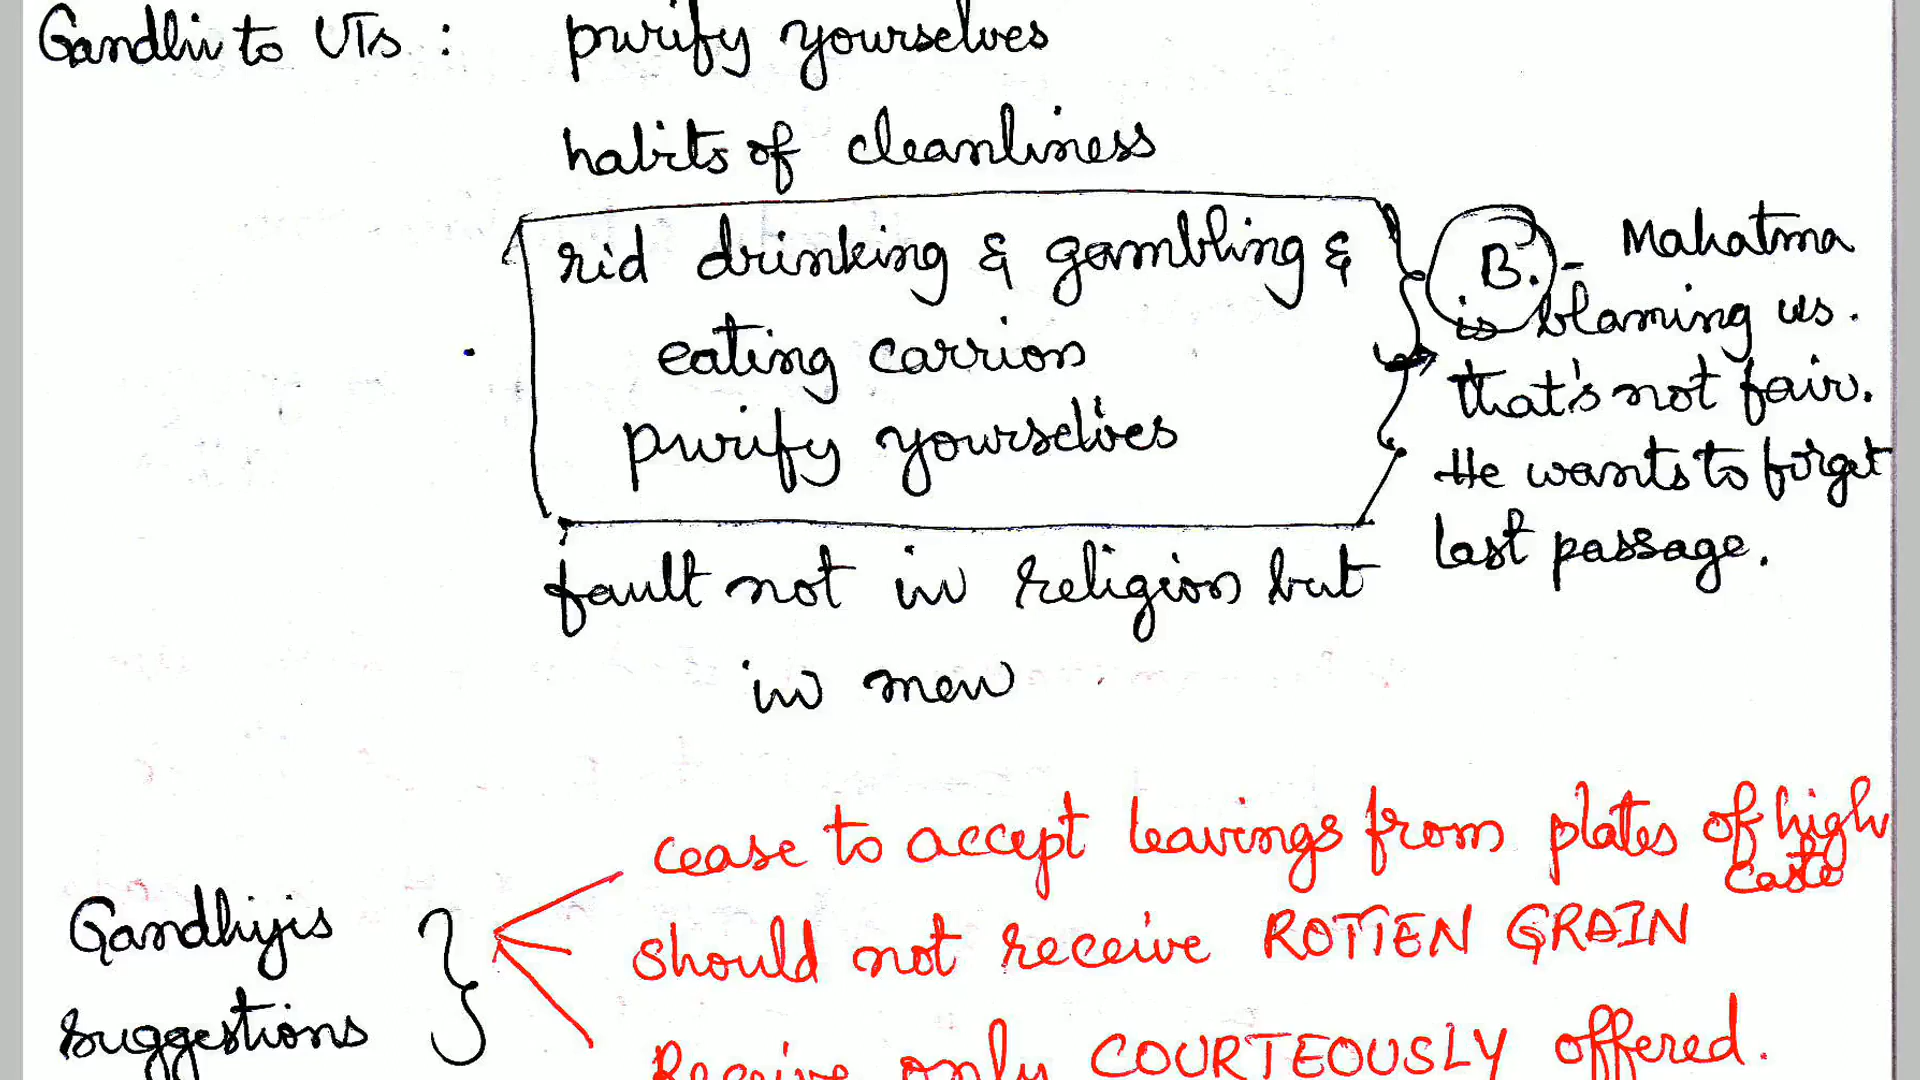 Gandhi to UTs : purify yourselves
habits of cleanliness
rid drinking & gambling &
eating carrion
purify yourselves
B. - Mahatma
is blaming us.
that's not fair.
He wants to forget
last passage.
fault not in religion but
in men
Gandhiji's
suggestions
cease to accept leavings from plates of high
caste
should not receive ROTTEN GRAIN
Receive only COURTEOUSLY offered.